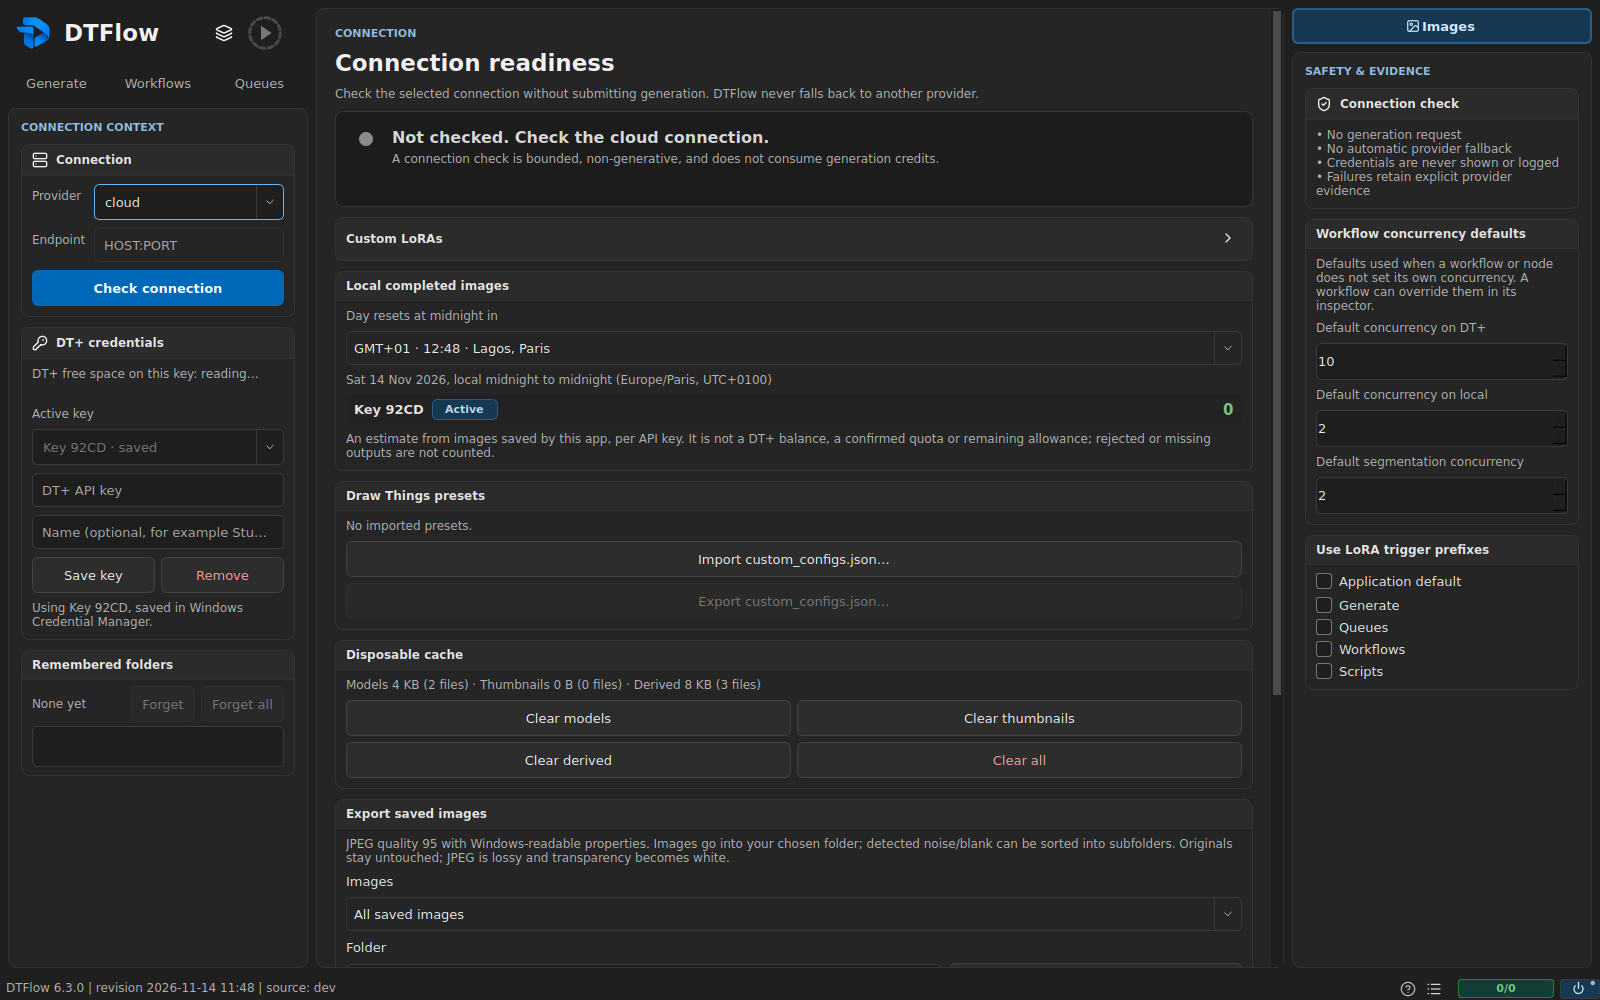 DTFlow
Generate
Workflows
Queues
CONNECTION CONTEXT
Connection
Provider
cloud
Endpoint
HOST:PORT
Check connection
DT+ credentials
DT+ free space on this key: reading…
Active key
Key 92CD · saved
DT+ API key
Name (optional, for example Stu…
Save key
Remove
Using Key 92CD, saved in Windows
Credential Manager.
Remembered folders
None yet
Forget
Forget all
CONNECTION
Connection readiness
Check the selected connection without submitting generation. DTFlow never falls back to another provider.
Not checked. Check the cloud connection.
A connection check is bounded, non-generative, and does not consume generation credits.
Custom LoRAs
Local completed images
Day resets at midnight in
GMT+01 · 12:48 · Lagos, Paris
Sat 14 Nov 2026, local midnight to midnight (Europe/Paris, UTC+0100)
Key 92CD
Active
0
An estimate from images saved by this app, per API key. It is not a DT+ balance, a confirmed quota or remaining allowance; rejected or missing
outputs are not counted.
Draw Things presets
No imported presets.
Import custom_configs.json…
Export custom_configs.json…
Disposable cache
Models 4 KB (2 files) · Thumbnails 0 B (0 files) · Derived 8 KB (3 files)
Clear models
Clear thumbnails
Clear derived
Clear all
Export saved images
JPEG quality 95 with Windows-readable properties. Images go into your chosen folder; detected noise/blank can be sorted into subfolders. Originals
stay untouched; JPEG is lossy and transparency becomes white.
Images
All saved images
Folder
Images
SAFETY & EVIDENCE
Connection check
• No generation request
• No automatic provider fallback
• Credentials are never shown or logged
• Failures retain explicit provider
evidence
Workflow concurrency defaults
Defaults used when a workflow or node
does not set its own concurrency. A
workflow can override them in its
inspector.
Default concurrency on DT+
10
Default concurrency on local
2
Default segmentation concurrency
2
Use LoRA trigger prefixes
Application default
Generate
Queues
Workflows
Scripts
DTFlow 6.3.0 | revision 2026-11-14 11:48 | source: dev
0/0